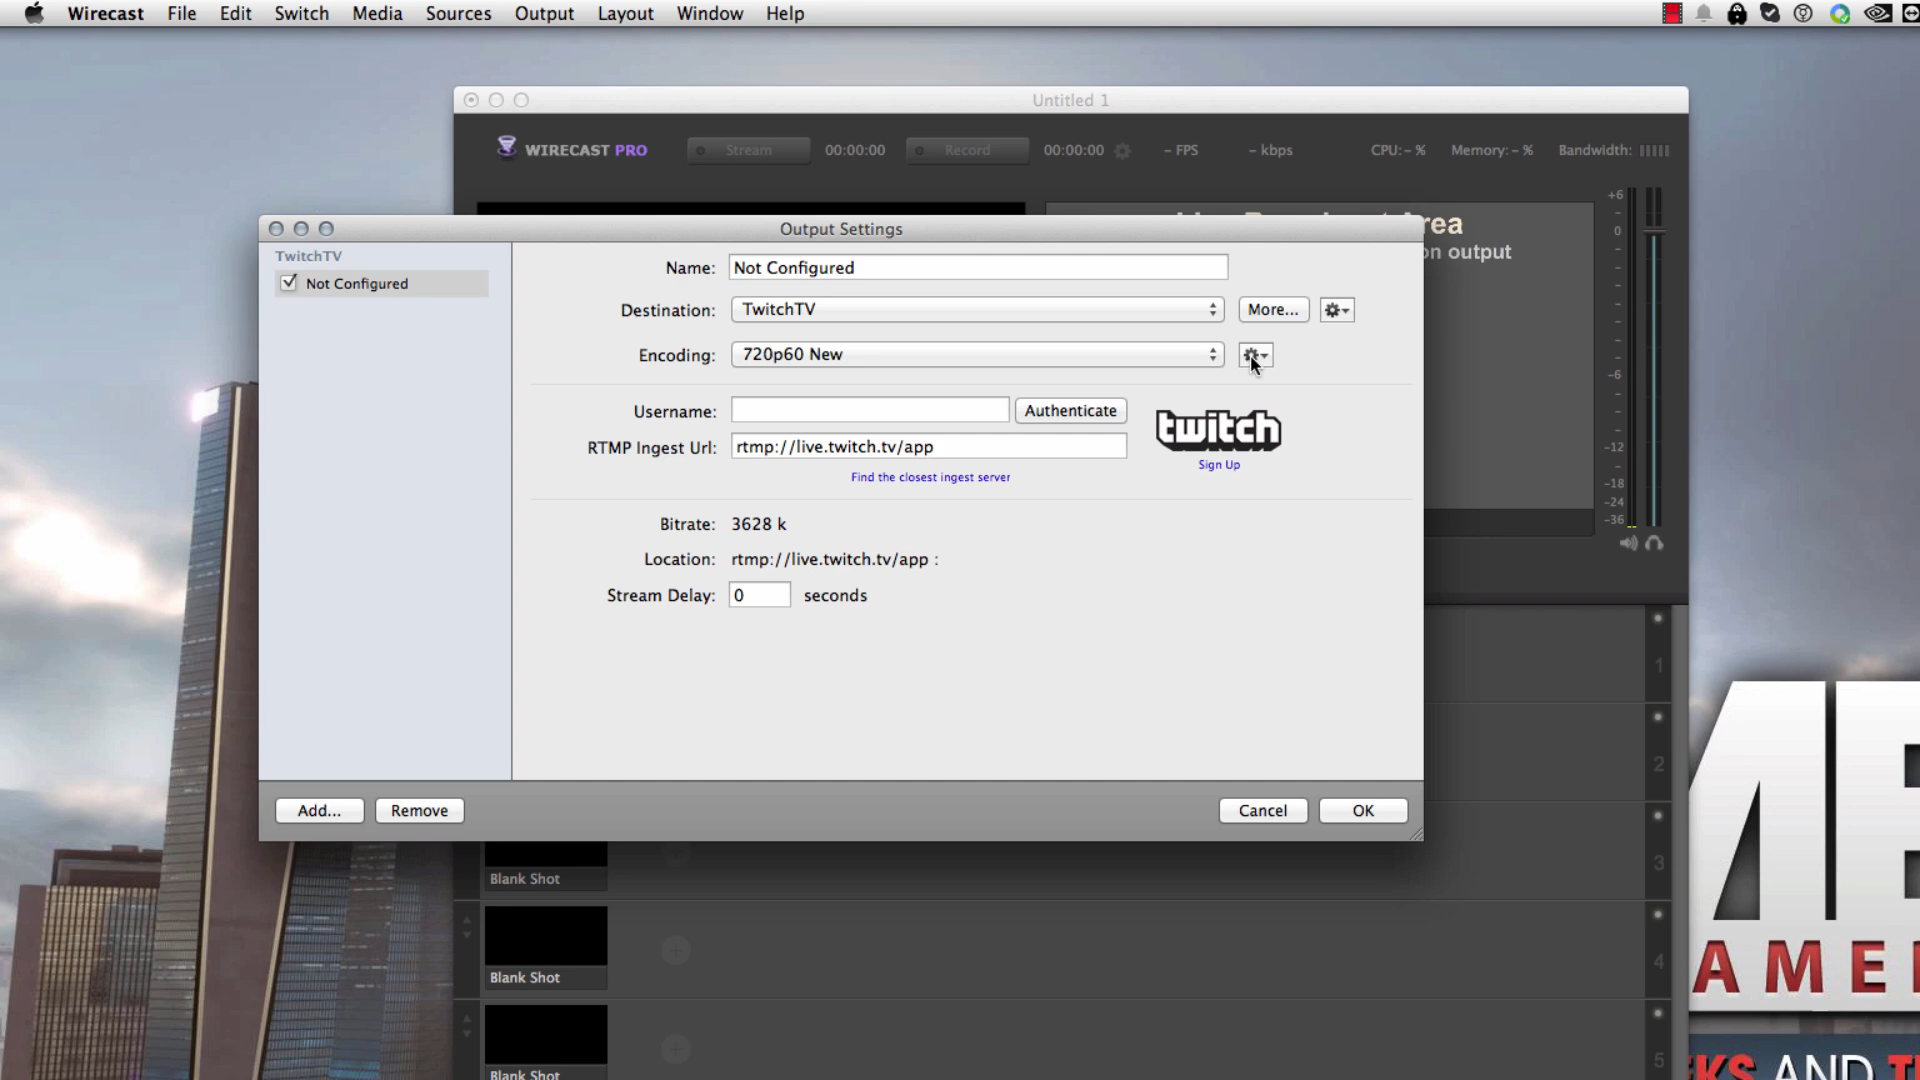 Wirecast File Edit Switch Media Sources Output Layout Window Help
Untitled 1
WIRECAST PRO Stream 00:00:00 Record 00:00:00 – FPS – kbps CPU: – % Memory: – % Bandwidth:
+6
0
-6
-12
-18
-24
-36
rea
on output
Output Settings
TwitchTV
Not Configured
Name: Not Configured
Destination: TwitchTV More...
Encoding: 720p60 New
Username: Authenticate
twitch
Sign Up
RTMP Ingest Url: rtmp://live.twitch.tv/app
Find the closest ingest server
Bitrate: 3628 k
Location: rtmp://live.twitch.tv/app :
Stream Delay: 0 seconds
Add... Remove Cancel OK
1
2
3
Blank Shot
4
Blank Shot
5
Blank Shot
AME
AND